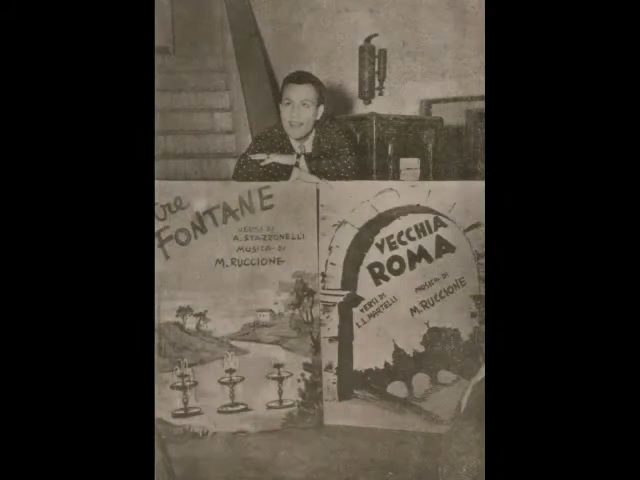 tre
FONTANE
VERSI DI
A. STAZZONELLI
MUSICA DI
M. RUCCIONE
VECCHIA
ROMA
VERSI DI
L.L. MARTELLI
MUSICA DI
M. RUCCIONE